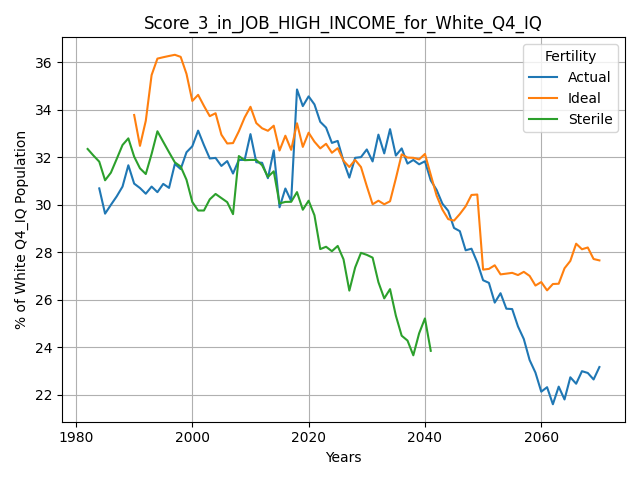 Score_3_in_JOB_HIGH_INCOME_for_White_Q4_IQ
% of White Q4_IQ Population
36
34
32
30
28
26
24
22
Fertility
Actual
Ideal
Sterile
1980
2000
2020
2040
2060
Years